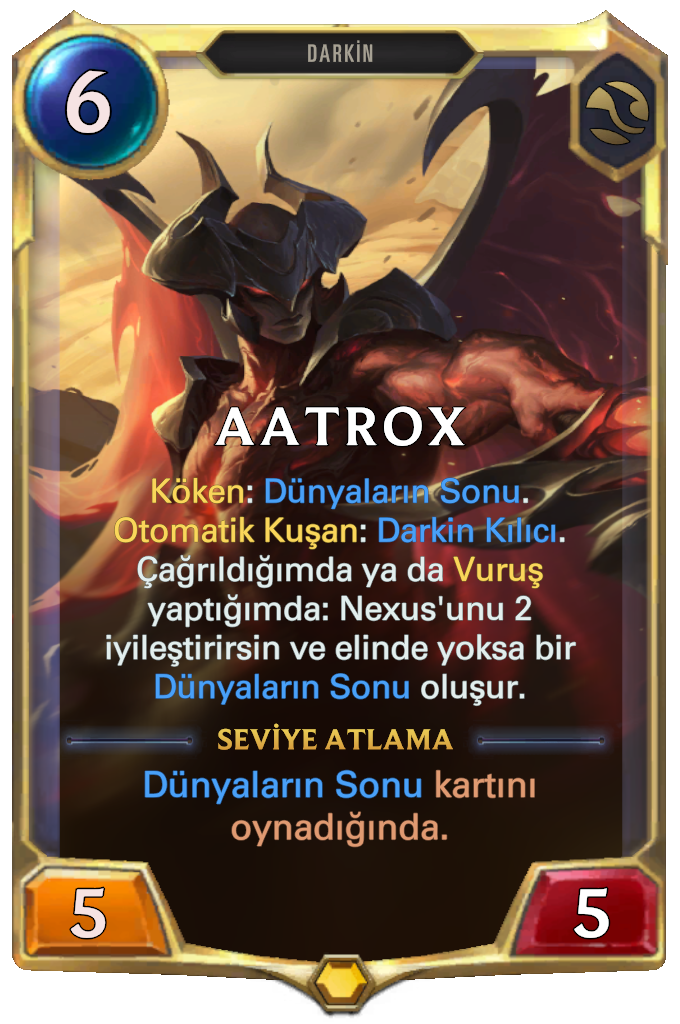 DARKİN
6
AATROX
Köken: Dünyaların Sonu.
Otomatik Kuşan: Darkin Kılıcı.
Çağrıldığımda ya da Vuruş
yaptığımda: Nexus'unu 2
iyileştirirsin ve elinde yoksa bir
Dünyaların Sonu oluşur.
SEVİYE ATLAMA
Dünyaların Sonu kartını
oynadığında.
5
5